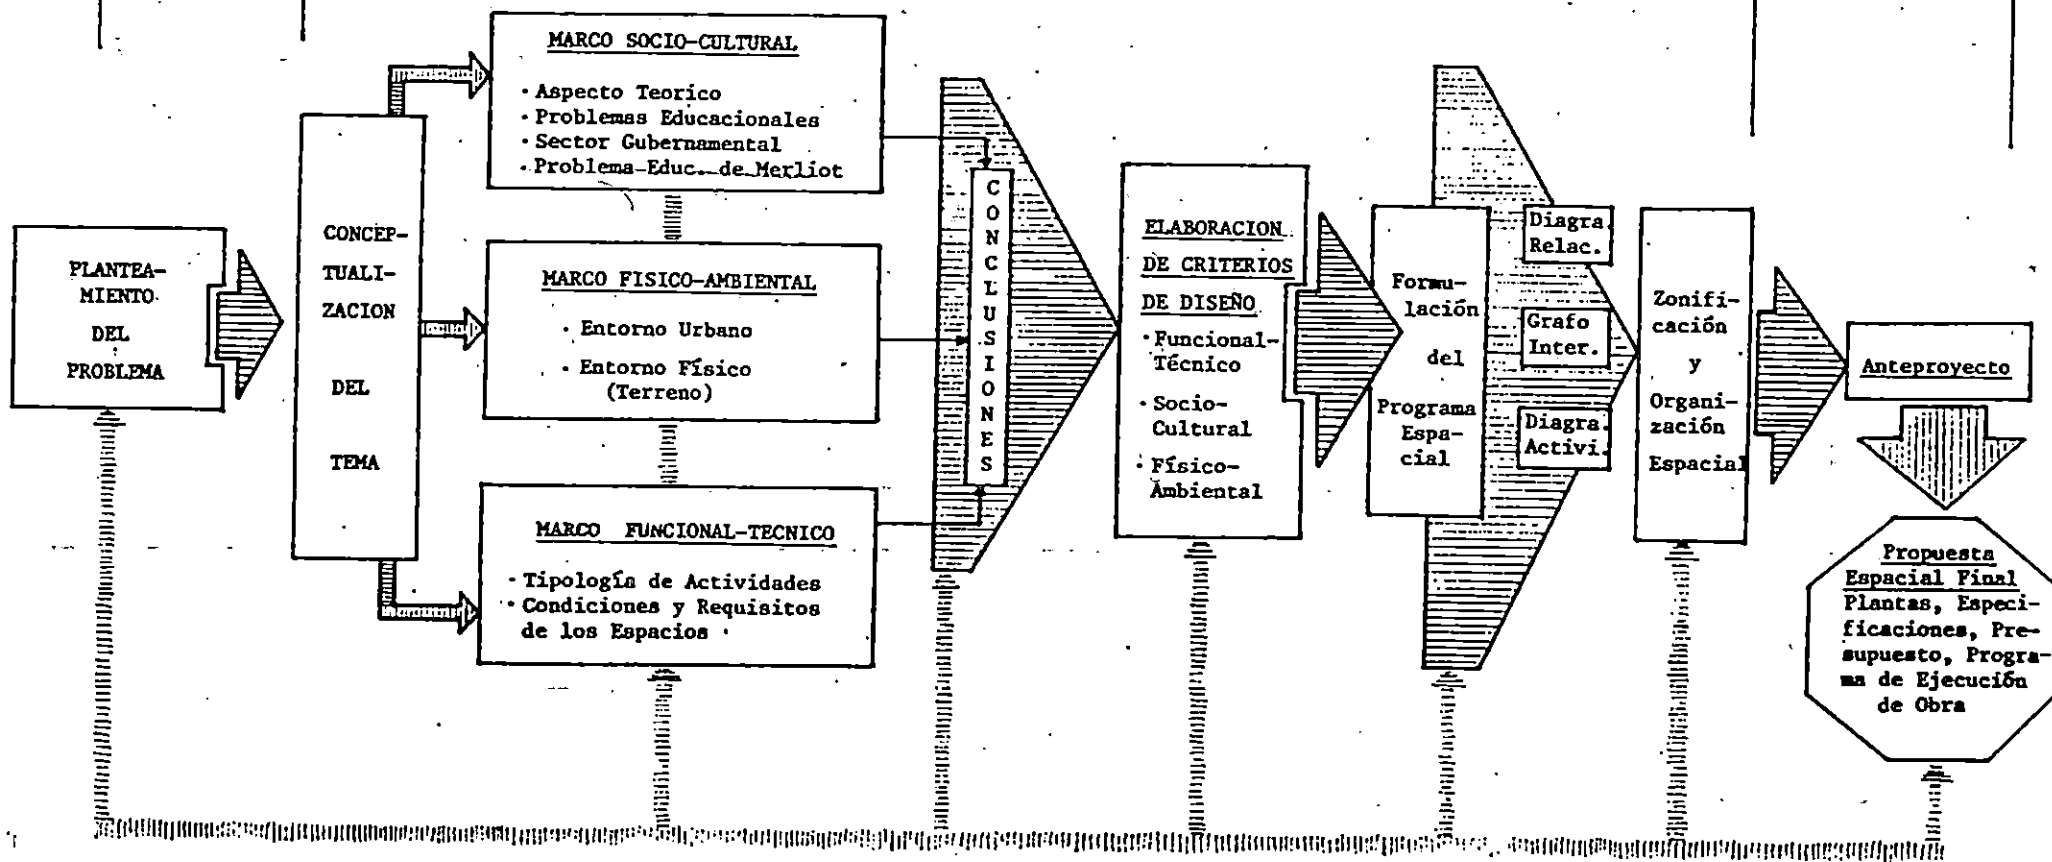 PLANTEA-
MIENTO
DEL
PROBLEMA
CONCEP-
TUALI-
ZACION
DEL
TEMA
MARCO SOCIO-CULTURAL
· Aspecto Teorico
· Problemas Educacionales
· Sector Gubernamental
· Problema-Educ. de Merliot
MARCO FISICO-AMBIENTAL
· Entorno Urbano
· Entorno Físico
(Terreno)
MARCO FUNCIONAL-TECNICO
· Tipología de Actividades
· Condiciones y Requisitos
de los Espacios
C
O
N
C
L
U
S
I
O
N
E
S
ELABORACION
DE CRITERIOS
DE DISEÑO
· Funcional-
Técnico
· Socio-
Cultural
· Físico-
Ambiental
Formu-
lación
del
Programa
Espa-
cial
Diagra.
Relac.
Grafo
Inter.
Diagra.
Activi.
Zonifi-
cación
y
Organi-
zación
Espacial
Anteproyecto
Propuesta
Espacial Final
Plantas, Especi-
ficaciones, Pre-
supuesto, Progra-
ma de Ejecución
de Obra